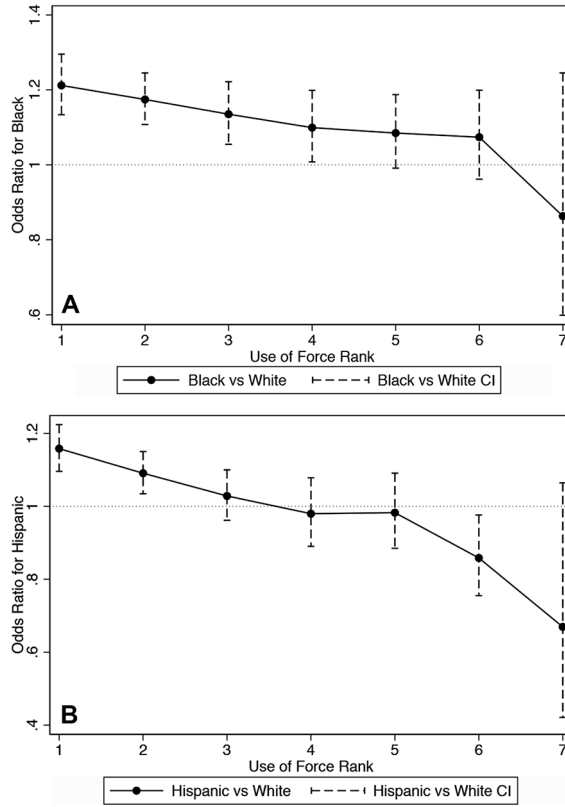 1.4
1.2
1
.8
.6
Odds Ratio for Black
A
1 2 3 4 5 6 7
Use of Force Rank
Black vs White Black vs White CI
1.2
1
.8
.6
.4
Odds Ratio for Hispanic
B
1 2 3 4 5 6 7
Use of Force Rank
Hispanic vs White Hispanic vs White CI